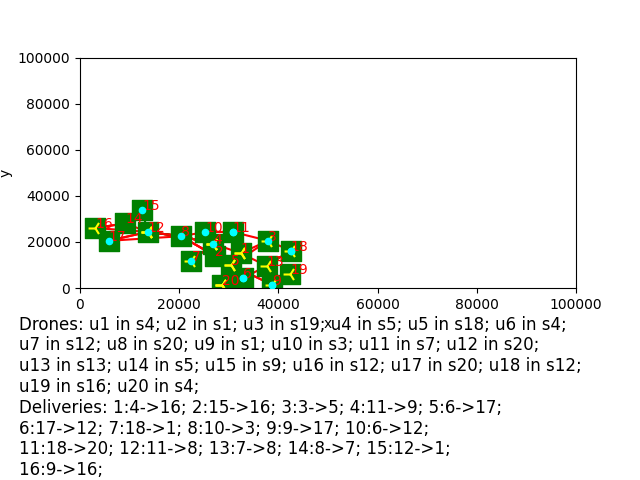 100000
80000
60000
40000
20000
0
y
0 20000 40000 60000 80000 100000
x
Drones: u1 in s4; u2 in s1; u3 in s19; u4 in s5; u5 in s18; u6 in s4;
u7 in s12; u8 in s20; u9 in s1; u10 in s3; u11 in s7; u12 in s20;
u13 in s13; u14 in s5; u15 in s9; u16 in s12; u17 in s20; u18 in s12;
u19 in s16; u20 in s4;
Deliveries: 1:4->16; 2:15->16; 3:3->5; 4:11->9; 5:6->17;
6:17->12; 7:18->1; 8:10->3; 9:9->17; 10:6->12;
11:18->20; 12:11->8; 13:7->8; 14:8->7; 15:12->1;
16:9->16;